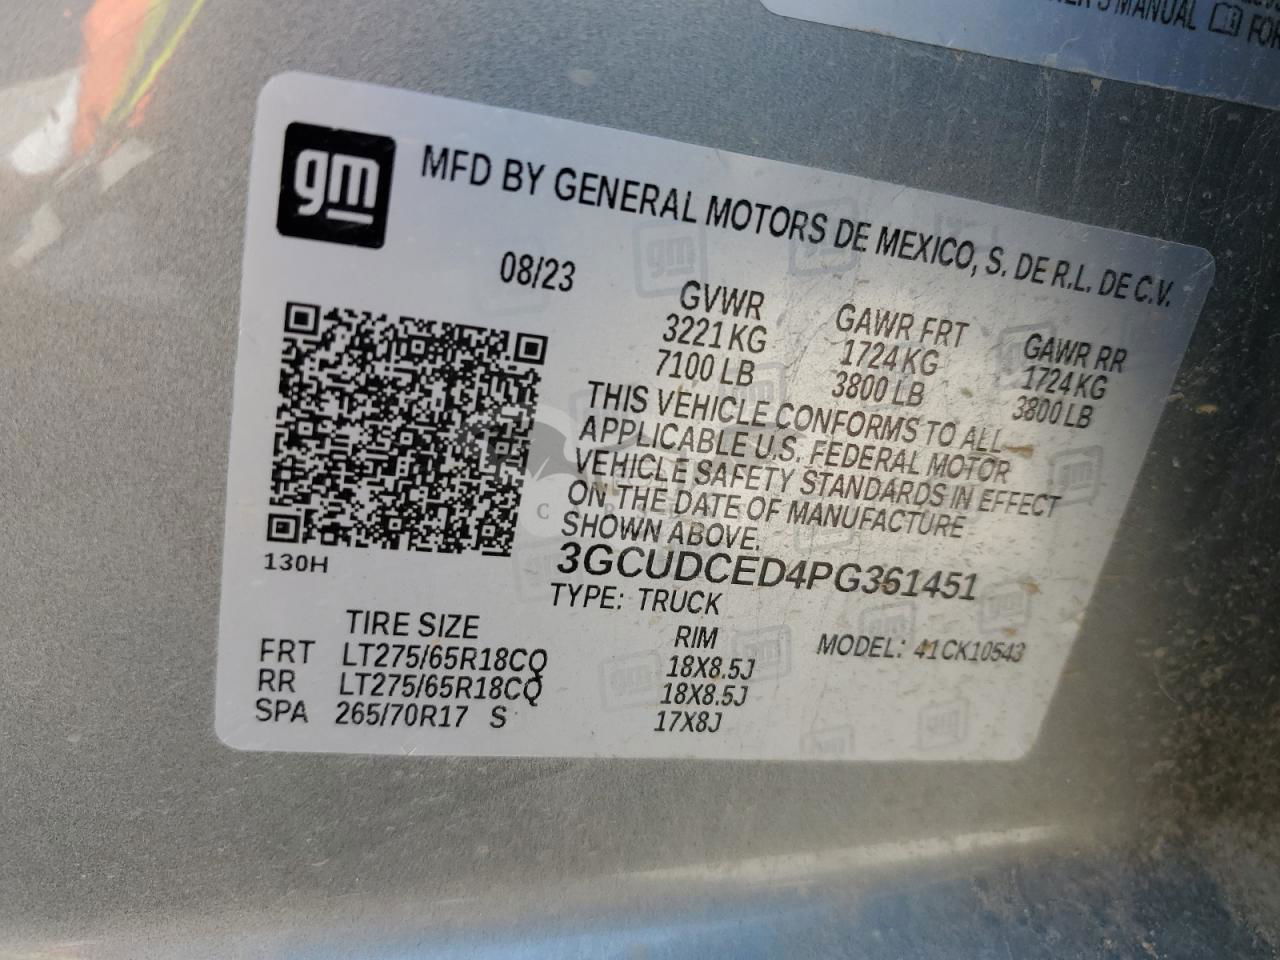 ER'S MANUAL FOR
gm MFD BY GENERAL MOTORS DE MEXICO, S. DE R.L. DE C.V.
08/23
GVWR GAWR FRT GAWR RR
3221 KG 1724 KG 1724 KG
7100 LB 3800 LB 3800 LB
THIS VEHICLE CONFORMS TO ALL
APPLICABLE U.S. FEDERAL MOTOR
VEHICLE SAFETY STANDARDS IN EFFECT
ON THE DATE OF MANUFACTURE
SHOWN ABOVE.
130H
3GCUDCED4PG361451
TYPE: TRUCK
MODEL: 41CK10543
TIRE SIZE RIM
FRT LT275/65R18CQ 18X8.5J
RR LT275/65R18CQ 18X8.5J
SPA 265/70R17 S 17X8J